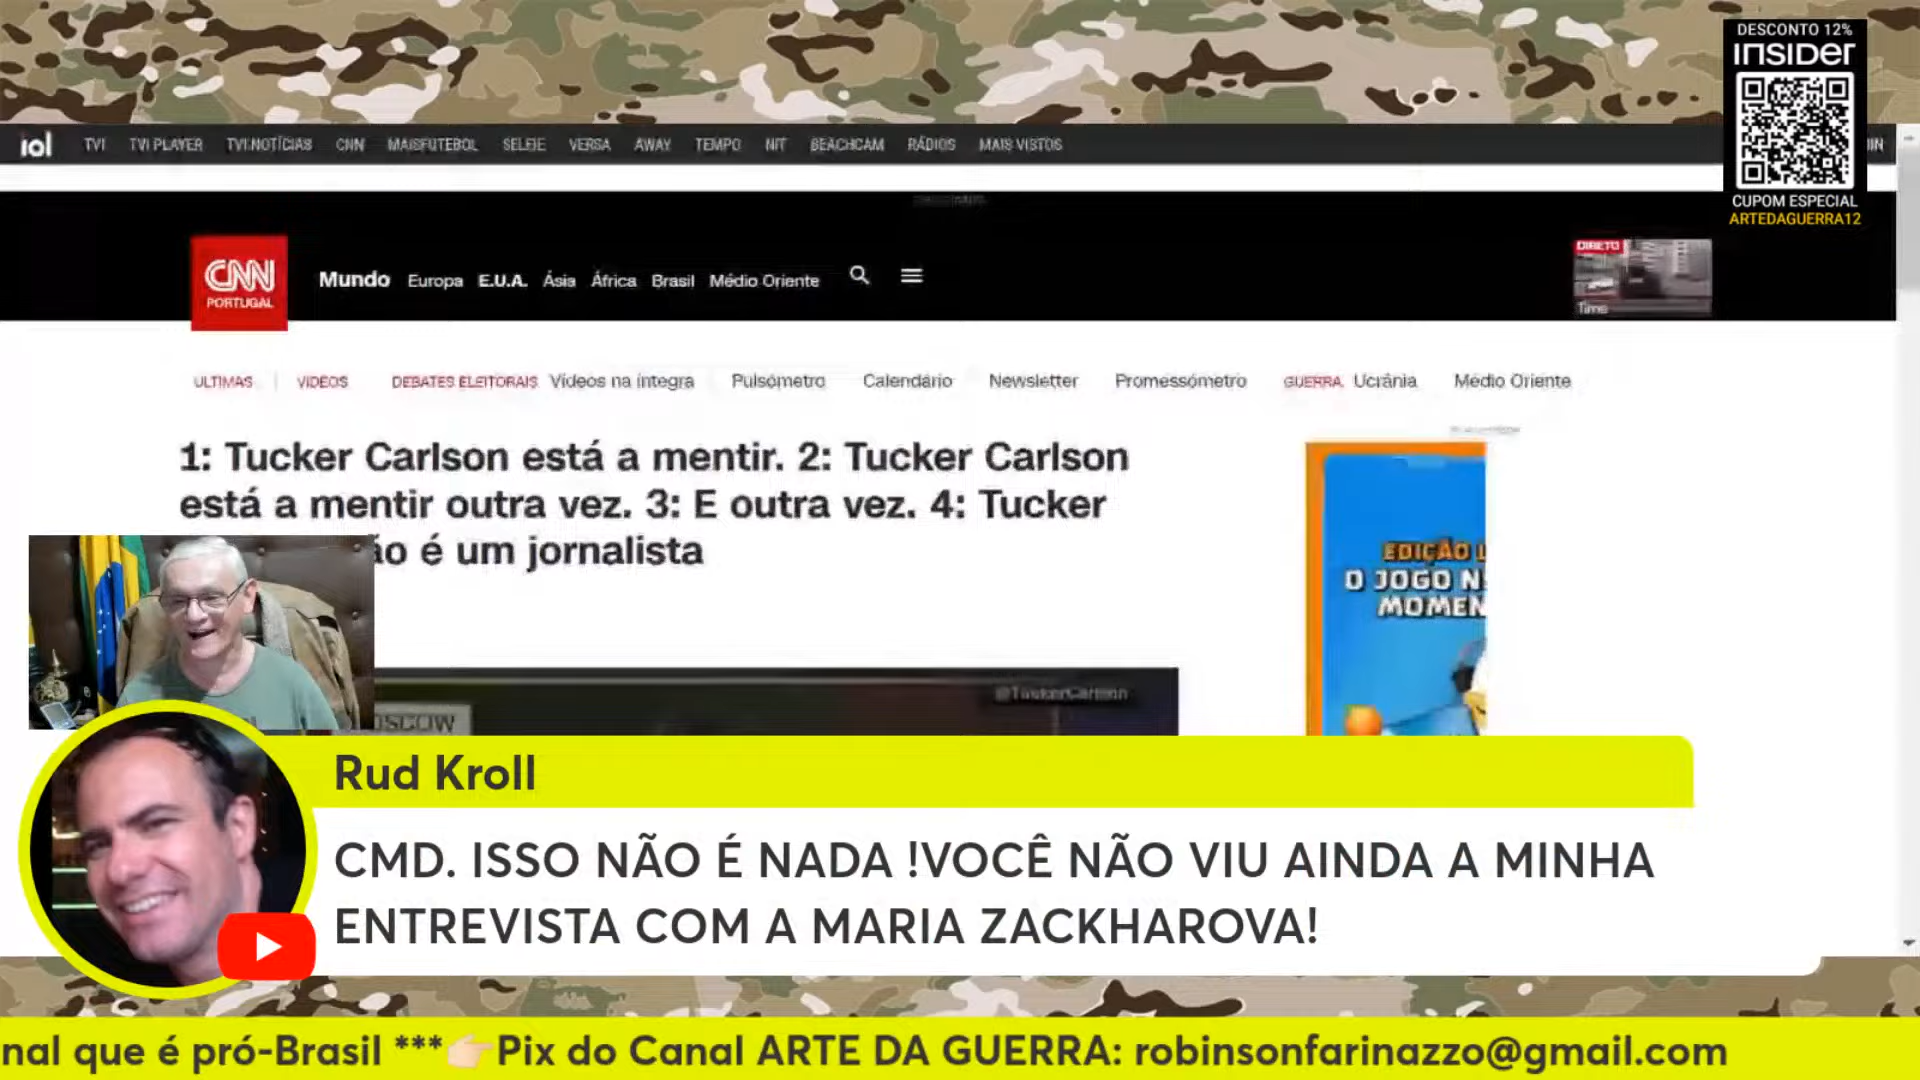 DESCONTO 12%
INSIDER
CUPOM ESPECIAL
ARTEDAGUERRA12
iol TVI TVI PLAYER TVI NOTÍCIAS CNN MAISFUTEBOL SELFIE VERSA AWAY TEMPO NIT BEACHCAM RÁDIOS MAIS VISTOS
CNN
PORTUGAL
Mundo Europa E.U.A. Ásia África Brasil Médio Oriente
DIRETO
ÚLTIMAS VÍDEOS DEBATES ELEITORAIS Vídeos na íntegra Pulsómetro Calendário Newsletter Promessómetro GUERRA Ucrânia Médio Oriente
1: Tucker Carlson está a mentir. 2: Tucker Carlson
está a mentir outra vez. 3: E outra vez. 4: Tucker
ão é um jornalista
EDIÇÃO L
O JOGO N
MOMEN
@TuckerCarlson
OSCOW
Rud Kroll
CMD. ISSO NÃO É NADA !VOCÊ NÃO VIU AINDA A MINHA
ENTREVISTA COM A MARIA ZACKHAROVA!
nal que é pró-Brasil ***👉🏻Pix do Canal ARTE DA GUERRA: robinsonfarinazzo@gmail.com